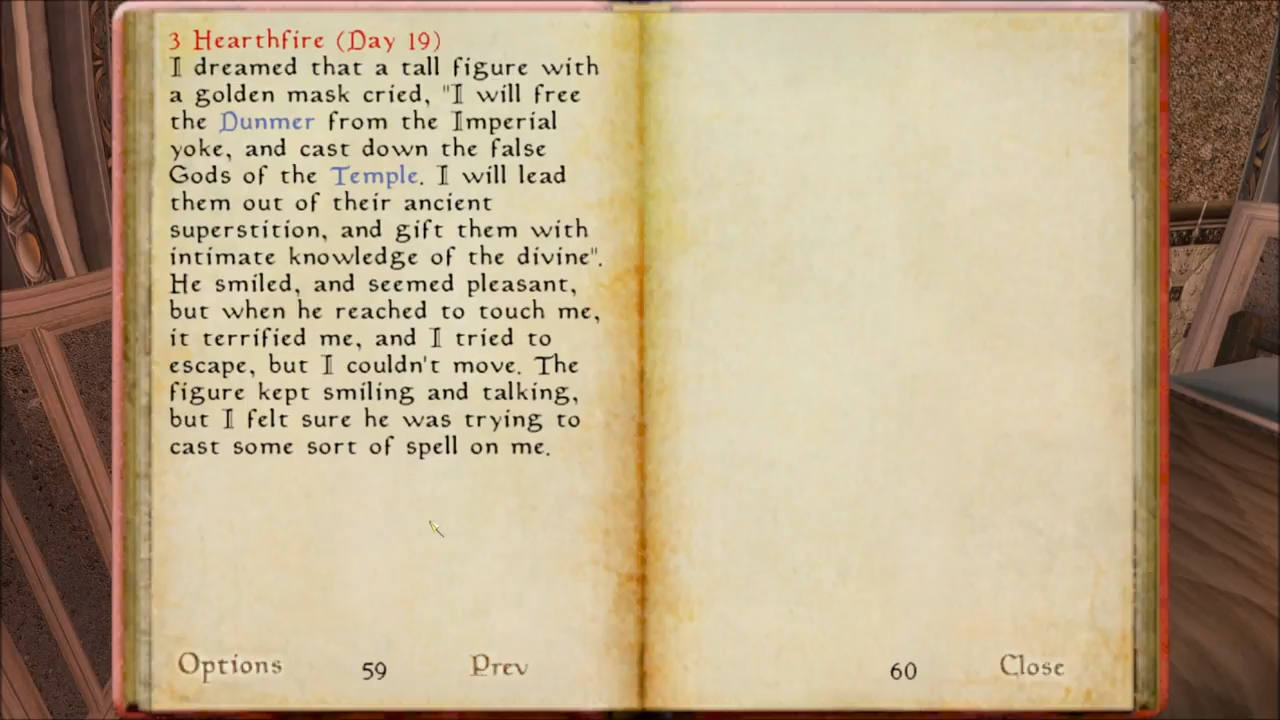 3 Hearthfire (Day 19)
I dreamed that a tall figure with
a golden mask cried, "I will free
the Dunmer from the Imperial
yoke, and cast down the false
Gods of the Temple. I will lead
them out of their ancient
superstition, and gift them with
intimate knowledge of the divine".
He smiled, and seemed pleasant,
but when he reached to touch me,
it terrified me, and I tried to
escape, but I couldn't move. The
figure kept smiling and talking,
but I felt sure he was trying to
cast some sort of spell on me.
Options 59 Prev 60 Close